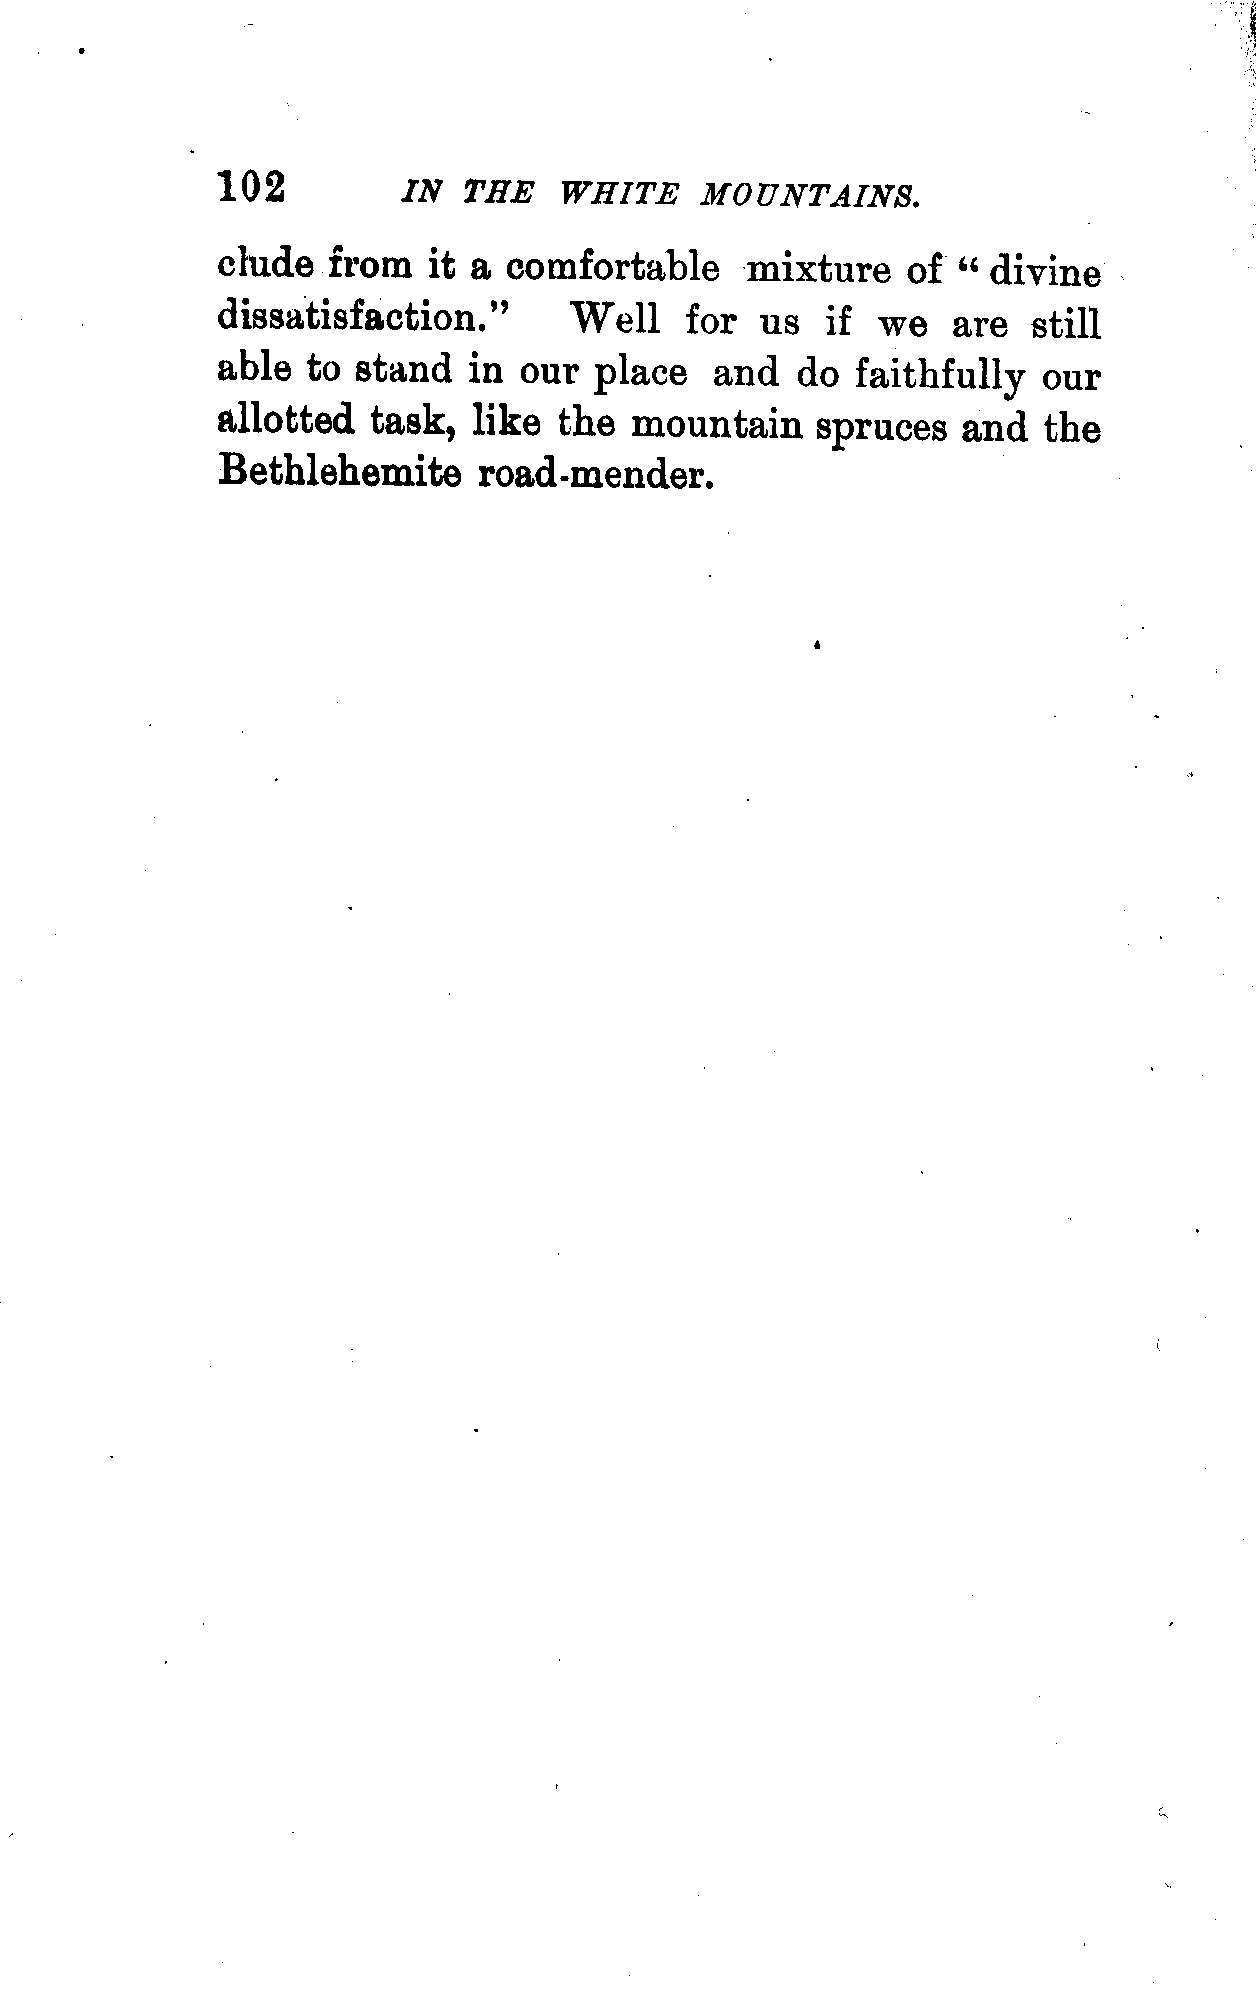 102 IN THE WHITE MOUNTAINS.
clude from it a comfortable mixture of “ divine
dissatisfaction.” Well for us if we are still
able to stand in our place and do faithfully our
allotted task, like the mountain spruces and the
Bethlehemite road-mender.